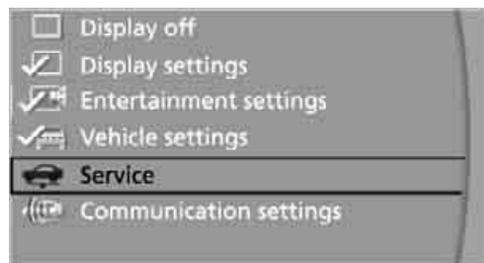 Display off
Display settings
Entertainment settings
Vehicle settings
Service
Communication settings